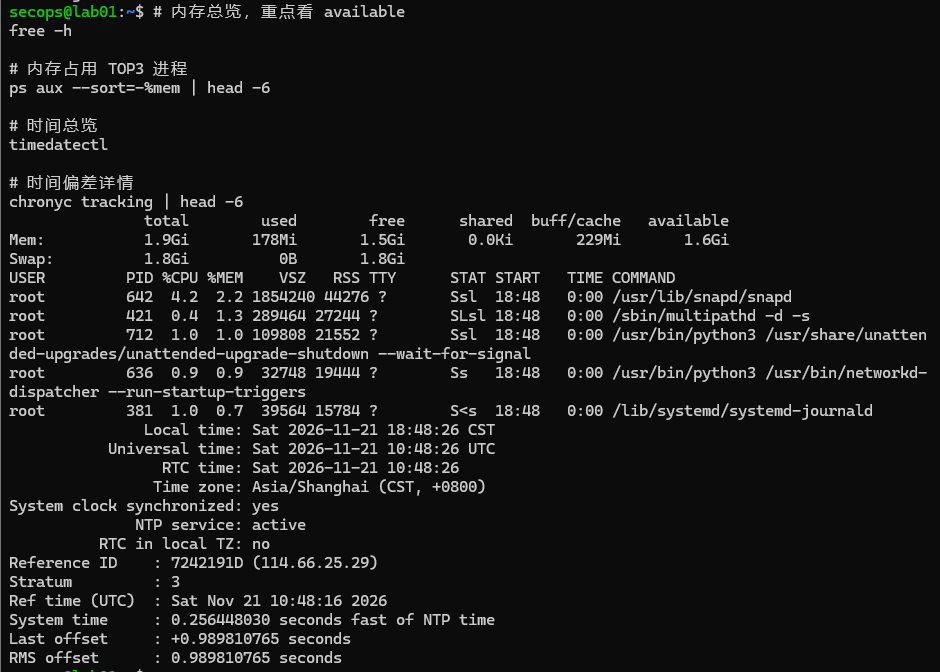 secops@lab01:~$ # 内存总览，重点看 available
free -h
# 内存占用 TOP3 进程
ps aux --sort=-%mem | head -6
# 时间总览
timedatectl
# 时间偏差详情
chronyc tracking | head -6
total used free shared buff/cache available
Mem: 1.9Gi 178Mi 1.5Gi 0.0Ki 229Mi 1.6Gi
Swap: 1.8Gi 0B 1.8Gi
USER PID %CPU %MEM VSZ RSS TTY STAT START TIME COMMAND
root 642 4.2 2.2 1854240 44276 ? Ssl 18:48 0:00 /usr/lib/snapd/snapd
root 421 0.4 1.3 289464 27244 ? SLsl 18:48 0:00 /sbin/multipathd -d -s
root 712 1.0 1.0 109808 21552 ? Ssl 18:48 0:00 /usr/bin/python3 /usr/share/unatten
ded-upgrades/unattended-upgrade-shutdown --wait-for-signal
root 636 0.9 0.9 32748 19444 ? Ss 18:48 0:00 /usr/bin/python3 /usr/bin/networkd-
dispatcher --run-startup-triggers
root 381 1.0 0.7 39564 15784 ? S<s 18:48 0:00 /lib/systemd/systemd-journald
Local time: Sat 2026-11-21 18:48:26 CST
Universal time: Sat 2026-11-21 10:48:26 UTC
RTC time: Sat 2026-11-21 10:48:26
Time zone: Asia/Shanghai (CST, +0800)
System clock synchronized: yes
NTP service: active
RTC in local TZ: no
Reference ID : 7242191D (114.66.25.29)
Stratum : 3
Ref time (UTC) : Sat Nov 21 10:48:16 2026
System time : 0.256448030 seconds fast of NTP time
Last offset : +0.989810765 seconds
RMS offset : 0.989810765 seconds